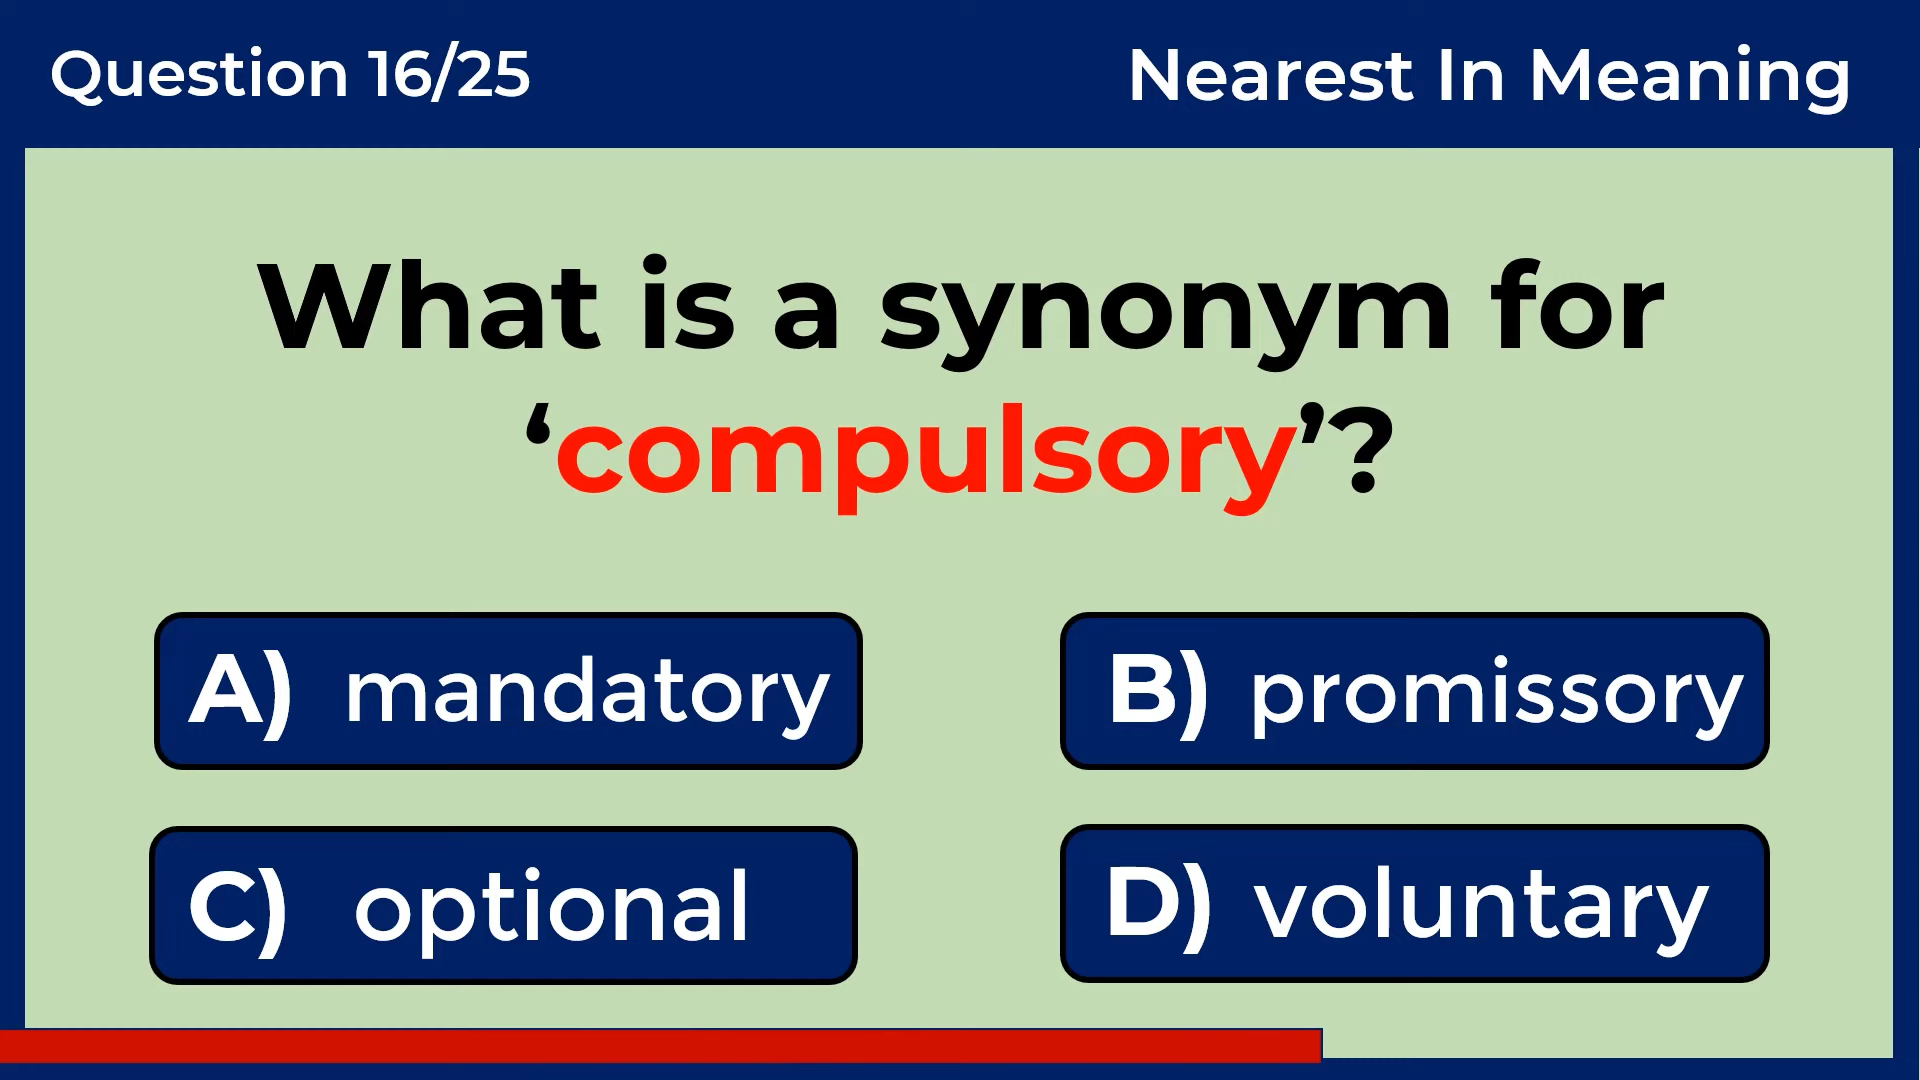 Question 16/25
Nearest In Meaning
What is a synonym for
‘compulsory’?
A) mandatory
B) promissory
C) optional
D) voluntary